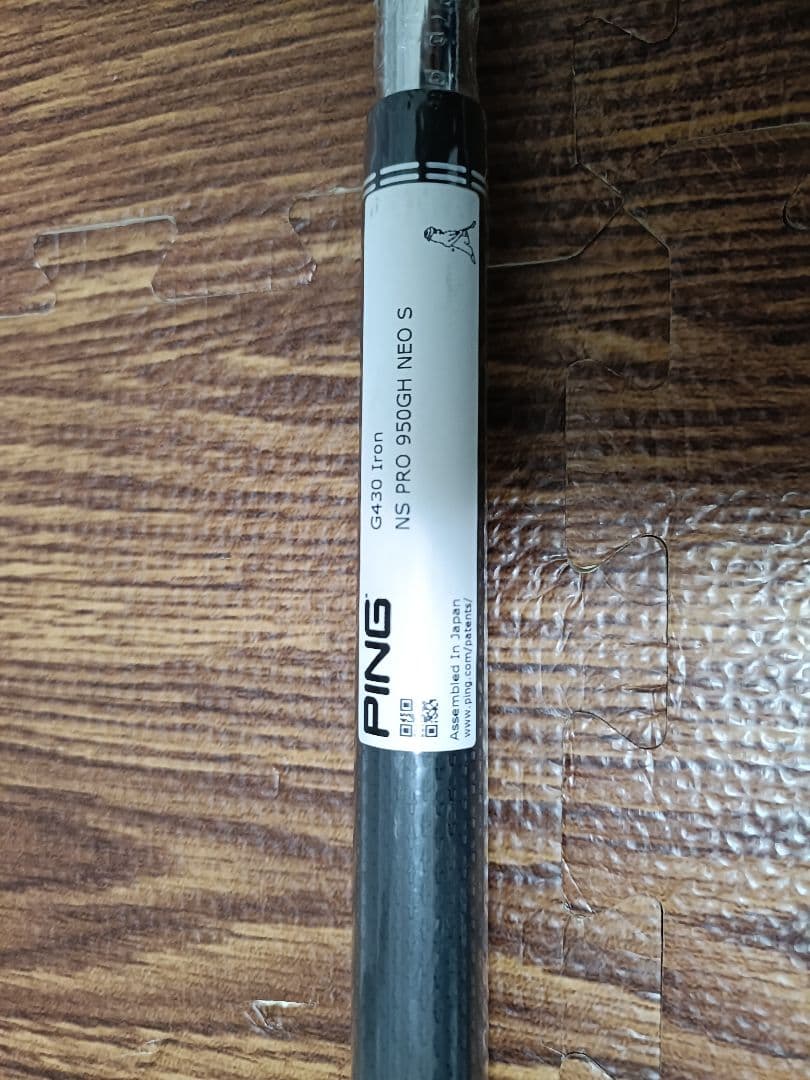 PING
G430 Iron
NS PRO 950GH NEO S
Assembled In Japan
www.ping.com/patents/